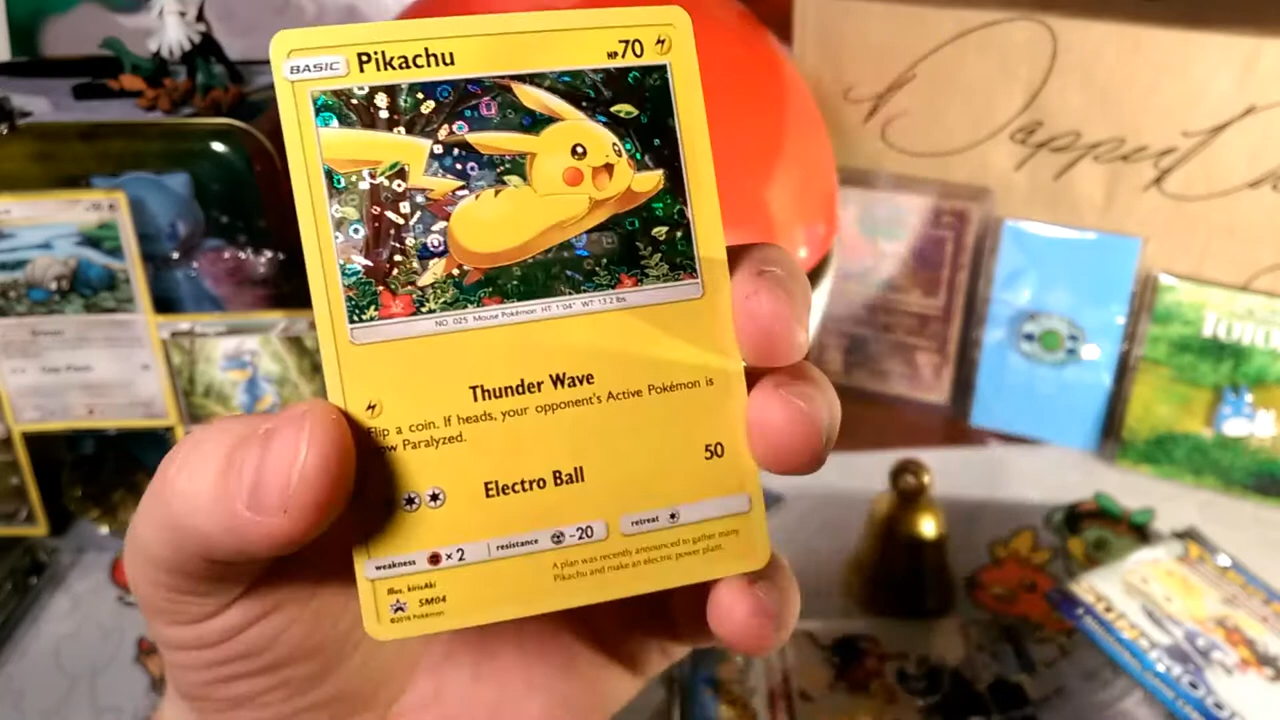 BASIC Pikachu HP70
NO. 025 Mouse Pokémon HT: 1'04" WT: 13.2 lbs
Thunder Wave
Flip a coin. If heads, your opponent's Active Pokémon is
now Paralyzed.
Electro Ball 50
weakness ×2 resistance -20 retreat
A plan was recently announced to gather many
Pikachu and make an electric power plant.
Illus. kirisAki
SM04
©2016 Pokémon
Dapper